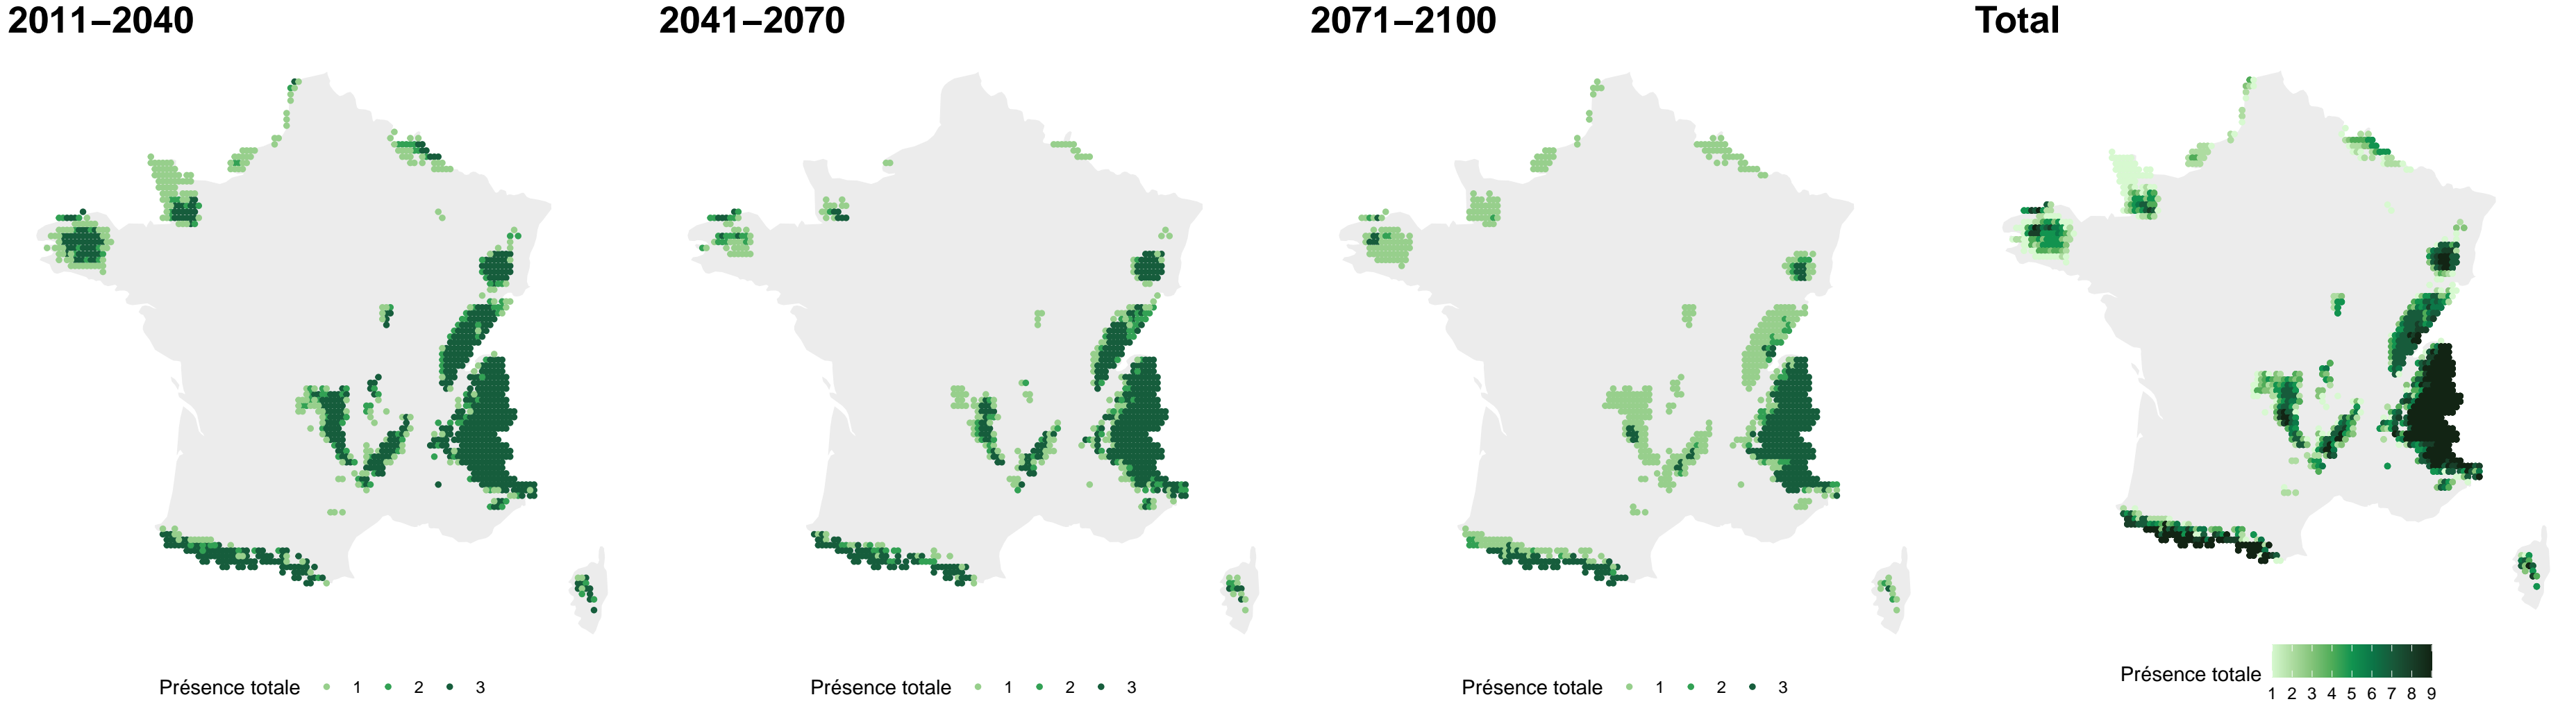 2011–2040
2041–2070
2071–2100
Total
Présence totale 1 2 3
Présence totale 1 2 3
Présence totale 1 2 3
Présence totale
1 2 3 4 5 6 7 8 9